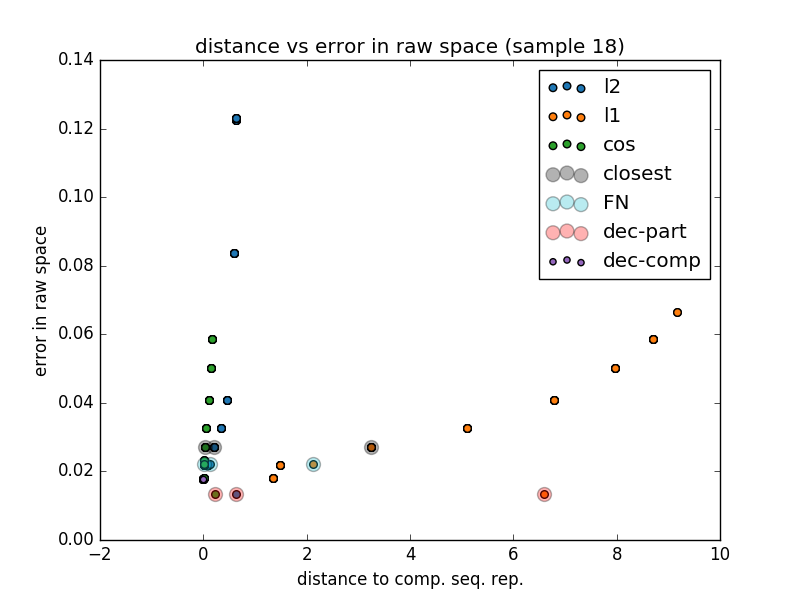 distance vs error in raw space (sample 18)
0.14
0.12
0.10
0.08
0.06
0.04
0.02
0.00
error in raw space
l2
l1
cos
closest
FN
dec-part
dec-comp
−2 0 2 4 6 8 10
distance to comp. seq. rep.